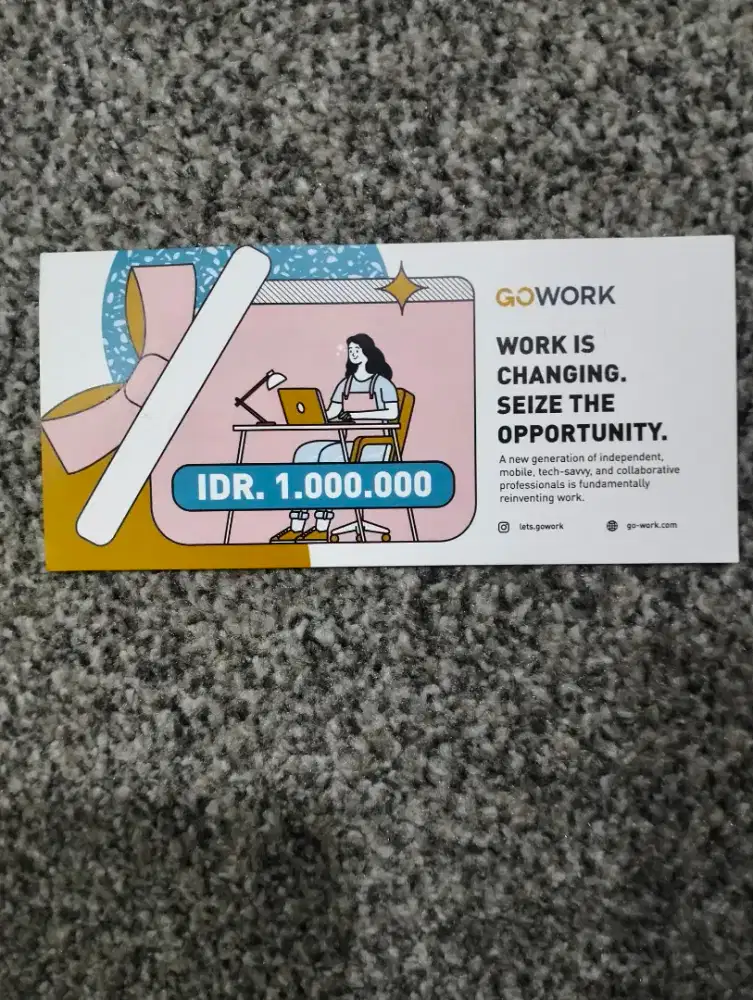 GOWORK
WORK IS
CHANGING.
SEIZE THE
OPPORTUNITY.
A new generation of independent,
mobile, tech-savvy, and collaborative
professionals is fundamentally
reinventing work.
lets.gowork
go-work.com
IDR. 1.000.000